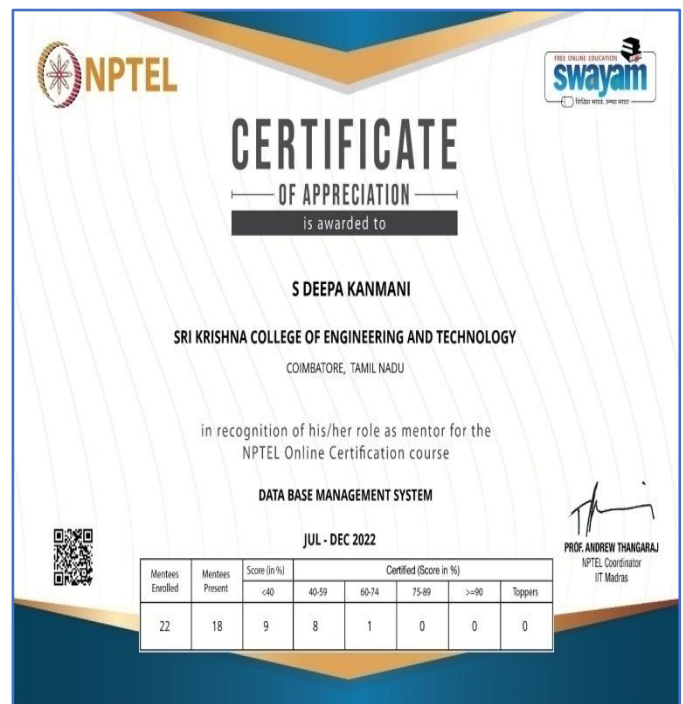 NPTEL
FREE ONLINE EDUCATION
swayam
शिक्षित भारत, उन्नत भारत
CERTIFICATE
OF APPRECIATION
is awarded to
S DEEPA KANMANI
SRI KRISHNA COLLEGE OF ENGINEERING AND TECHNOLOGY
COIMBATORE, TAMIL NADU
in recognition of his/her role as mentor for the
NPTEL Online Certification course
DATA BASE MANAGEMENT SYSTEM
JUL - DEC 2022
PROF. ANDREW THANGARAJ
NPTEL Coordinator
IIT Madras
Mentees Enrolled Mentees Present Score (in %) Certified (Score in %)
<40 40-59 60-74 75-89 >=90 Toppers
22 18 9 8 1 0 0 0